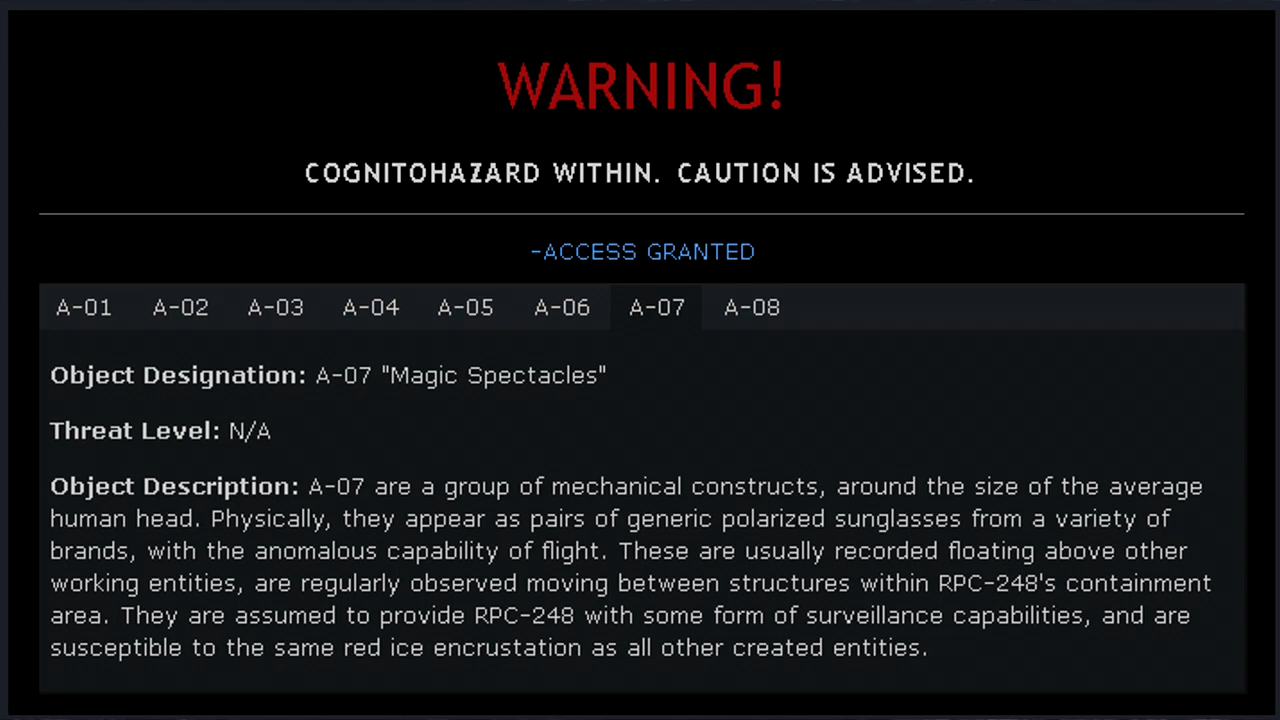 WARNING!
COGNITOHAZARD WITHIN. CAUTION IS ADVISED.
-ACCESS GRANTED
A-01 A-02 A-03 A-04 A-05 A-06 A-07 A-08
Object Designation: A-07 "Magic Spectacles"
Threat Level: N/A
Object Description: A-07 are a group of mechanical constructs, around the size of the average
human head. Physically, they appear as pairs of generic polarized sunglasses from a variety of
brands, with the anomalous capability of flight. These are usually recorded floating above other
working entities, are regularly observed moving between structures within RPC-248's containment
area. They are assumed to provide RPC-248 with some form of surveillance capabilities, and are
susceptible to the same red ice encrustation as all other created entities.